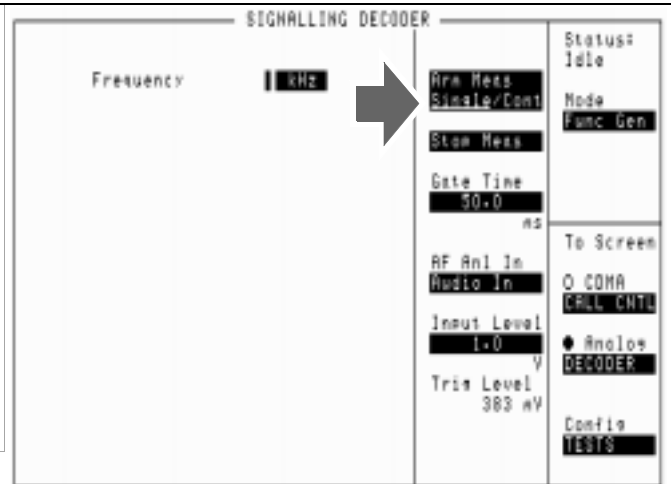 SIGNALLING DECODER
Frequency
kHz
Arm Meas
Single/Cont
Stop Meas
Gate Time
50.0
ms
AF Anl In
Audio In
Input Level
1.0
V
Trig Level
383 mV
Status:
Idle
Mode
Func Gen
To Screen
O CDMA
CALL CNTL
● Analog
DECODER
Config
TESTS